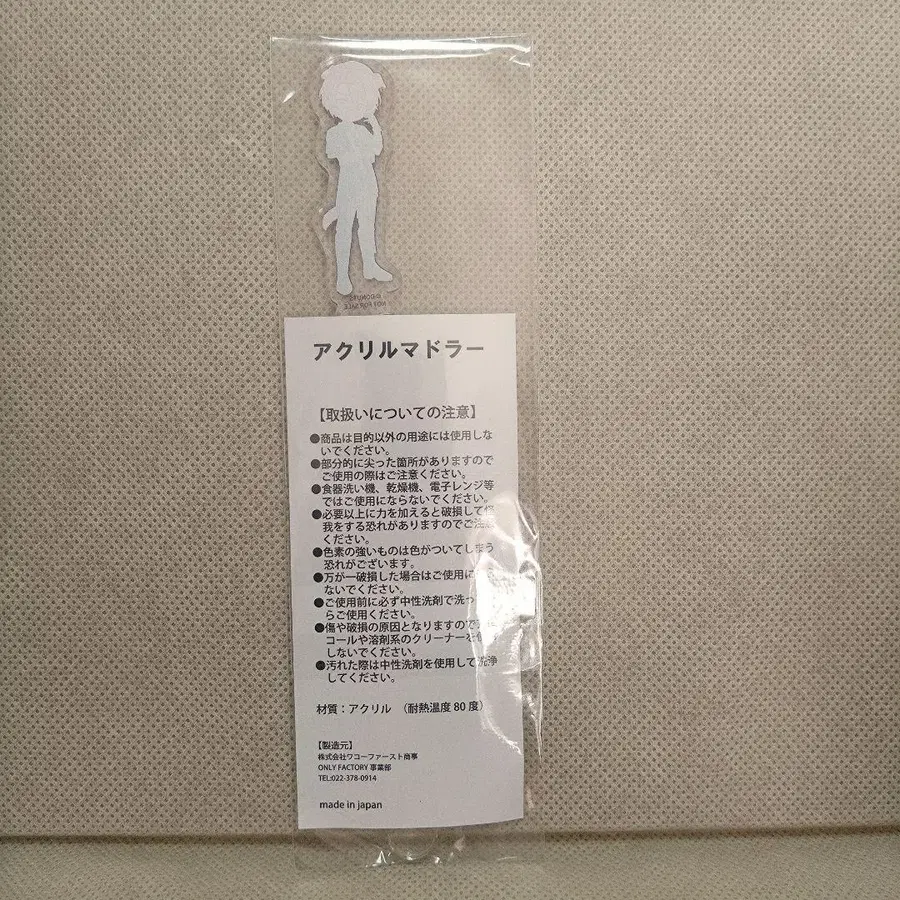 © DONUTS
NOT FOR SALE
アクリルマドラー
【取扱いについての注意】
●商品は目的以外の用途には使用しな
いでください。
●部分的に尖った箇所がありますので
ご使用の際はご注意ください。
●食器洗い機、乾燥機、電子レンジ等
ではご使用にならないでください。
●必要以上に力を加えると破損して怪
我をする恐れがありますのでご注意
ください。
●色素の強いものは色がついてしまう
恐れがございます。
●万が一破損した場合はご使用に
ないでください。
●ご使用前に必ず中性洗剤で洗っ
らご使用ください。
●傷や破損の原因となりますので
コールや溶剤系のクリーナーを使
しないでください。
●汚れた際は中性洗剤を使用して洗浄
してください。
材質：アクリル （耐熱温度 80 度）
【製造元】
株式会社ワコーファースト商事
ONLY FACTORY 事業部
TEL:022-378-0914
made in japan